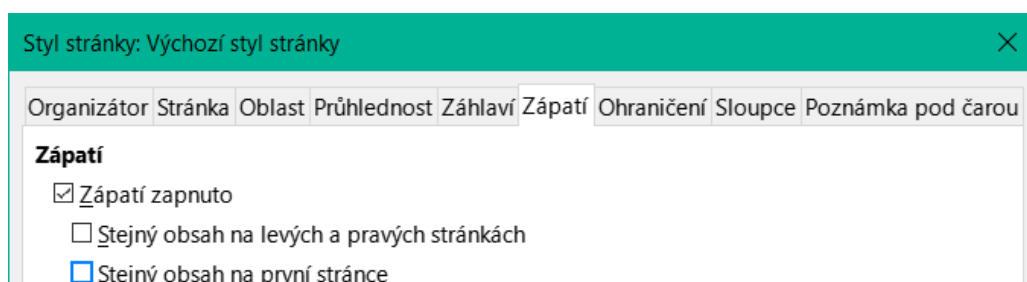 Styl stránky: Výchozí styl stránky
Organizátor Stránka Oblast Průhlednost Záhlaví Zápatí Ohraničení Sloupce Poznámka pod čarou
Zápatí
Zápatí zapnuto
Stejný obsah na levých a pravých stránkách
Stejný obsah na první stránce